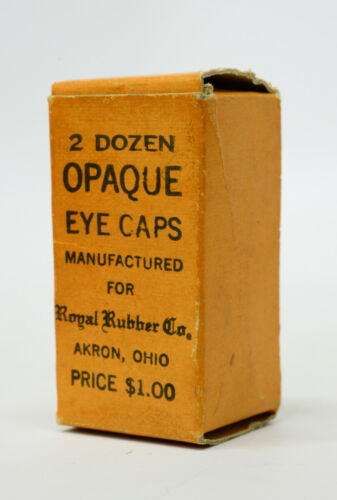 2 DOZEN
OPAQUE
EYE CAPS
MANUFACTURED
FOR
Royal Rubber Co.
AKRON, OHIO
PRICE $1.00